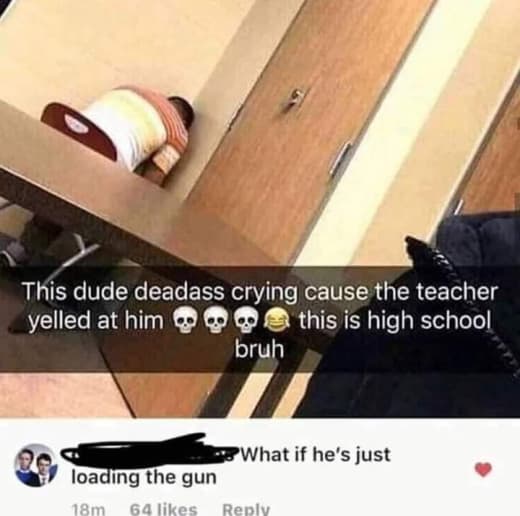 This dude deadass crying cause the teacher
yelled at him 💀💀💀😂 this is high school
bruh
What if he's just
loading the gun
18m 64 likes Reply